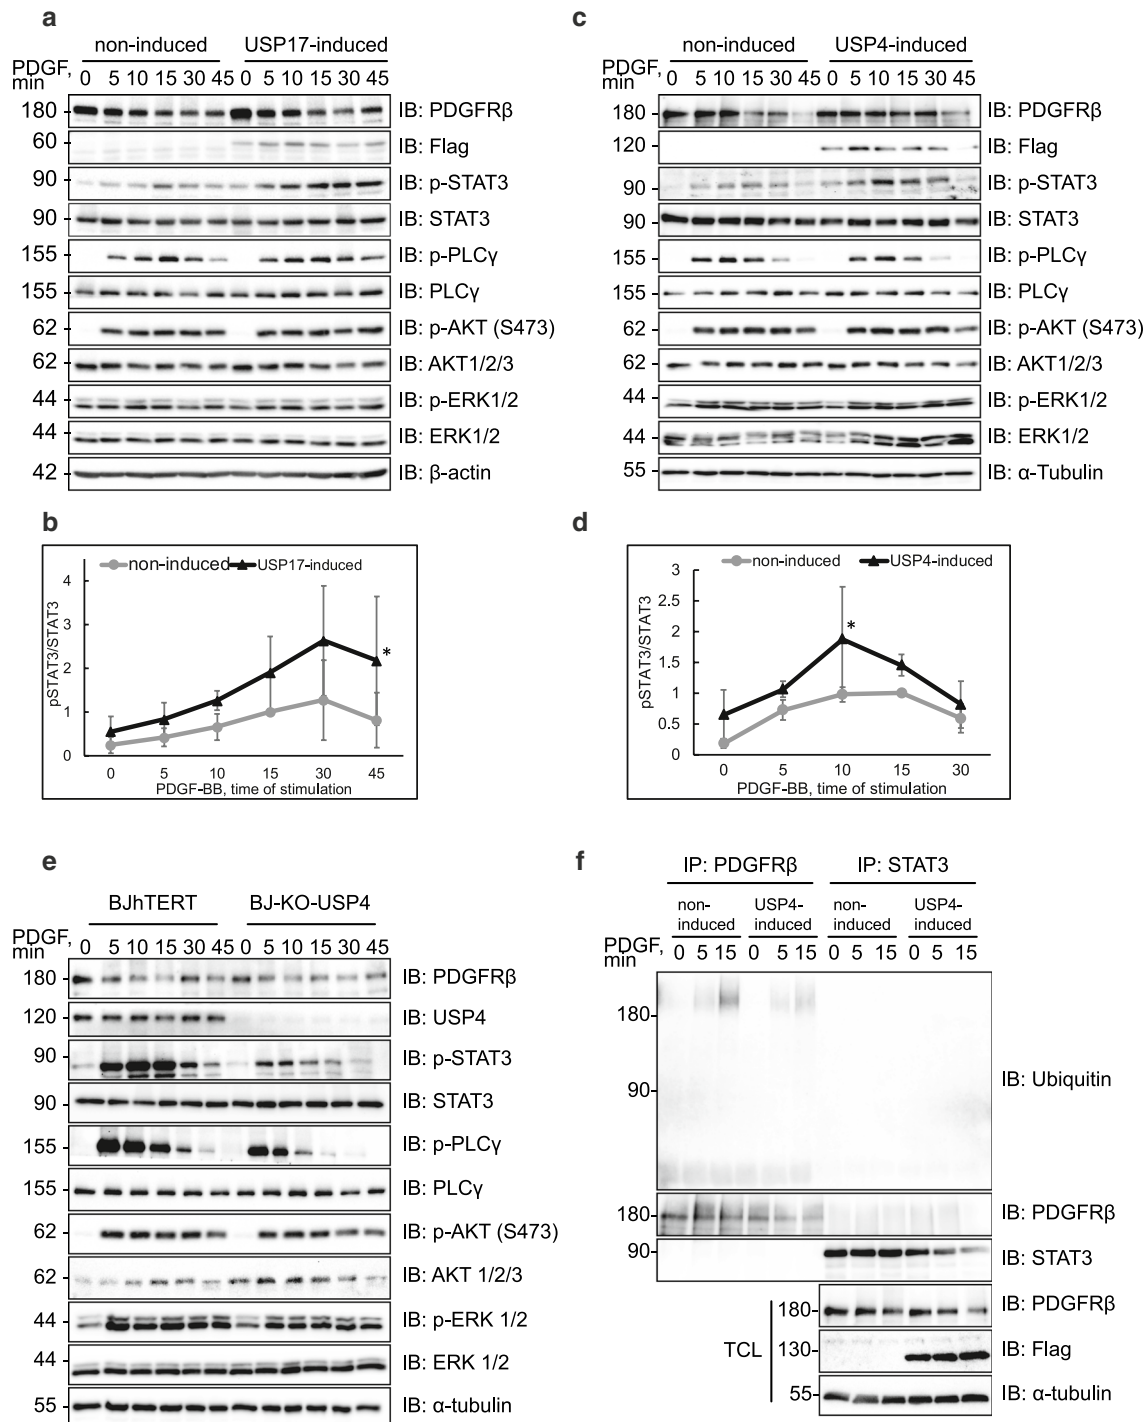 a
non-induced USP17-induced
PDGF, min 0 5 10 15 30 45 0 5 10 15 30 45
180 IB: PDGFRβ
60 IB: Flag
90 IB: p-STAT3
90 IB: STAT3
155 IB: p-PLCγ
155 IB: PLCγ
62 IB: p-AKT (S473)
62 IB: AKT1/2/3
44 IB: p-ERK1/2
44 IB: ERK1/2
42 IB: β-actin
c
non-induced USP4-induced
PDGF, min 0 5 10 15 30 45 0 5 10 15 30 45
180 IB: PDGFRβ
120 IB: Flag
90 IB: p-STAT3
90 IB: STAT3
155 IB: p-PLCγ
155 IB: PLCγ
62 IB: p-AKT (S473)
62 IB: AKT1/2/3
44 IB: p-ERK1/2
44 IB: ERK1/2
55 IB: α-Tubulin
b
non-induced USP17-induced
pSTAT3/STAT3
4
3
2
1
0
*
0 5 10 15 30 45
PDGF-BB, time of stimulation
d
non-induced USP4-induced
pSTAT3/STAT3
3
2.5
2
1.5
1
0.5
0
*
0 5 10 15 30
PDGF-BB, time of stimulation
e
BJhTERT BJ-KO-USP4
PDGF, min 0 5 10 15 30 45 0 5 10 15 30 45
180 IB: PDGFRβ
120 IB: USP4
90 IB: p-STAT3
90 IB: STAT3
155 IB: p-PLCγ
155 IB: PLCγ
62 IB: p-AKT (S473)
62 IB: AKT 1/2/3
44 IB: p-ERK 1/2
44 IB: ERK 1/2
55 IB: α-tubulin
f
IP: PDGFRβ IP: STAT3
non-induced USP4-induced non-induced USP4-induced
PDGF, min 0 5 15 0 5 15 0 5 15 0 5 15
180
90
IB: Ubiquitin
180 IB: PDGFRβ
90 IB: STAT3
TCL
180 IB: PDGFRβ
130 IB: Flag
55 IB: α-tubulin